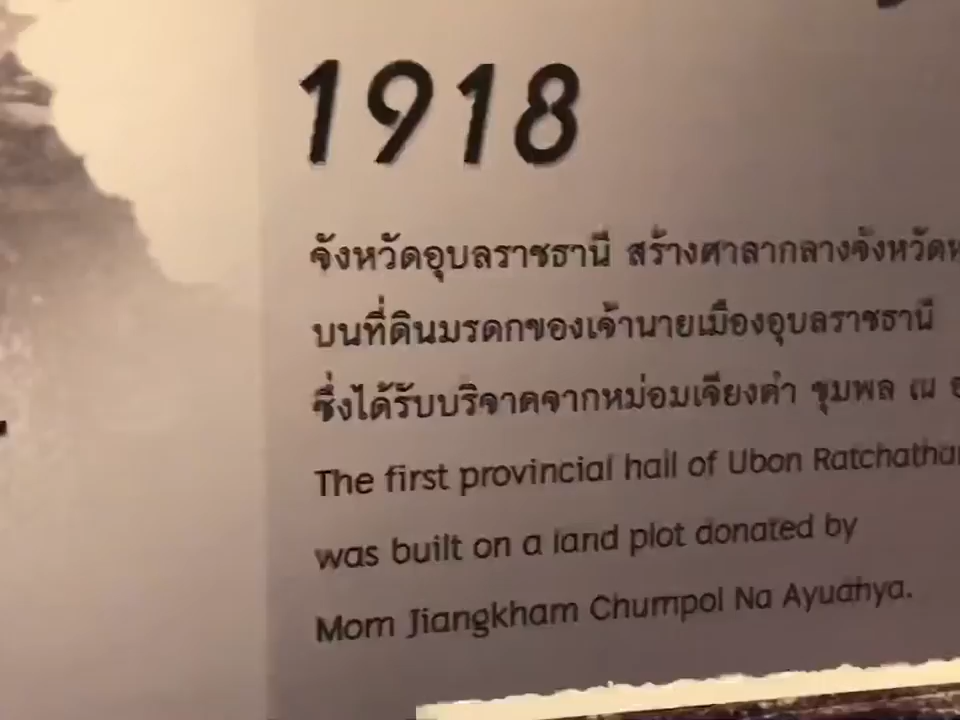 1918
จังหวัดอุบลราชธานี สร้างศาลากลางจังหวัด
บนที่ดินมรดกของเจ้านายเมืองอุบลราชธานี
ซึ่งได้รับบริจาคจากหม่อมเจียงคำ ชุมพล ณ
The first provincial hall of Ubon Ratchathan
was built on a land plot donated by
Mom Jiangkham Chumpol Na Ayuahya.